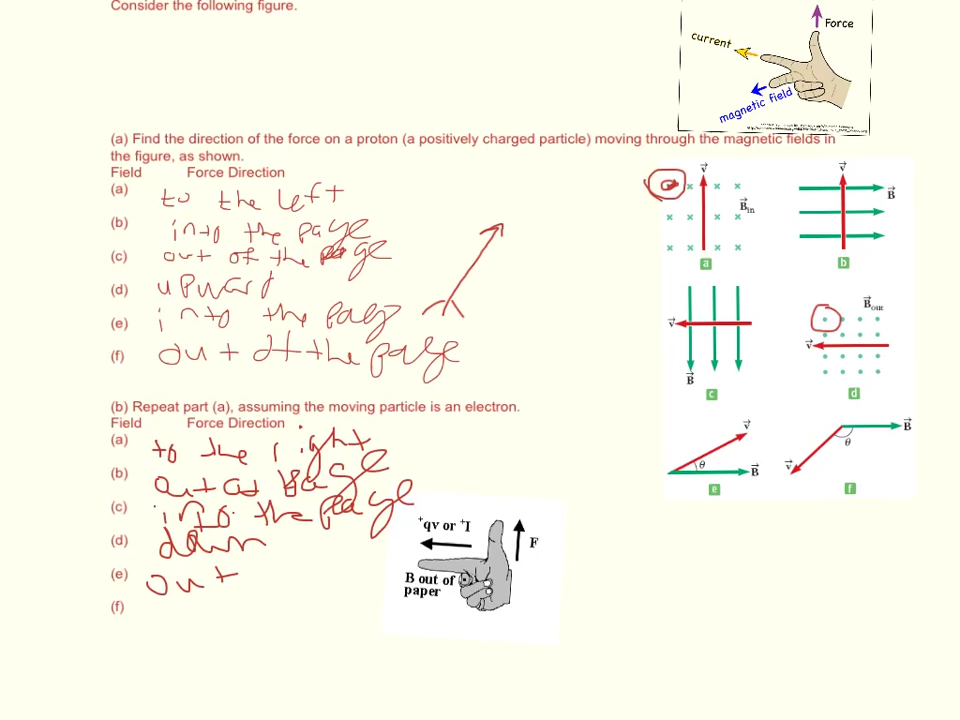 Consider the following figure.
Force
current
magnetic field
(a) Find the direction of the force on a proton (a positively charged particle) moving through the magnetic fields in
the figure, as shown.
Field Force Direction
(a) to the left
(b) into the page
(c) out of the page
(d) upward
(e) into the page
(f) out of the page
v
B in
a
v
B
b
v
B
c
B out
v
d
v
θ
B
e
B
θ
v
f
(b) Repeat part (a), assuming the moving particle is an electron.
Field Force Direction
(a) to the right
(b) out page
(c) into the page
(d) down
(e) out
(f)
+qv or +I
F
B out of
paper